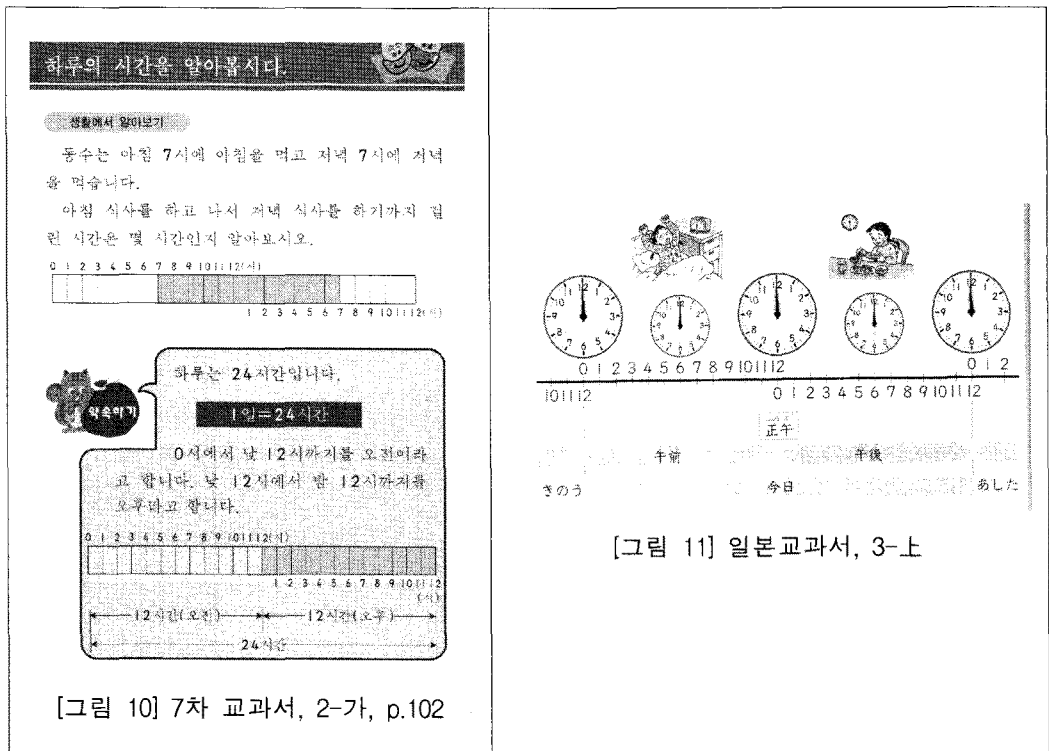 하루의 시간을 알아봅시다.
생활에서 알아보기
동수는 아침 7시에 아침을 먹고 저녁 7시에 저녁
을 먹습니다.
아침 식사를 하고 나서 저녁 식사를 하기까지 걸
린 시간은 몇 시간인지 알아보시오.
0 1 2 3 4 5 6 7 8 9 10 11 12(시)
1 2 3 4 5 6 7 8 9 10 11 12(시)
약속하기
하루는 24시간입니다.
1일=24시간
0시에서 낮 12시까지를 오전이라
고 합니다. 낮 12시에서 밤 12시까지를
오후라고 합니다.
0 1 2 3 4 5 6 7 8 9 10 11 12(시)
1 2 3 4 5 6 7 8 9 10 11 12
(시)
12시간(오전) 12시간(오후)
24시간
[그림 10] 7차 교과서, 2-가, p.102
0 1 2 3 4 5 6 7 8 9 10 11 12 0 1 2
10 11 12 0 1 2 3 4 5 6 7 8 9 10 11 12
正午
午前 午後
きのう 今日 あした
[그림 11] 일본교과서, 3-上